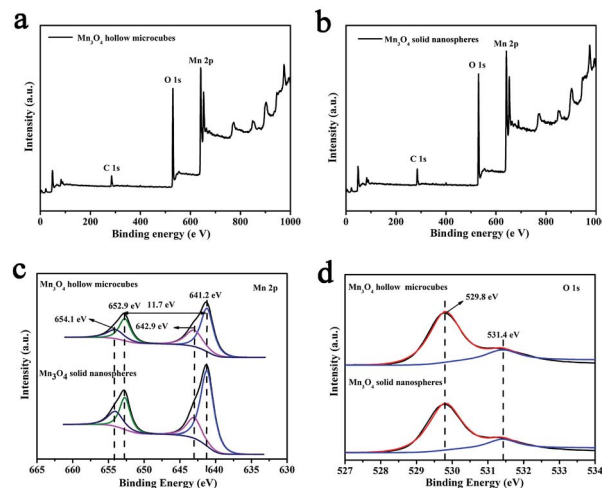 a
Mn₃O₄ hollow microcubes
Mn 2p
O 1s
C 1s
Intensity (a.u.)
0 200 400 600 800 1000
Binding energy (e V)
b
Mn₃O₄ solid nanospheres
Mn 2p
O 1s
C 1s
Intensity (a.u.)
0 200 400 600 800 1000
Binding energy (e V)
c
Mn₃O₄ hollow microcubes
Mn 2p
652.9 eV
11.7 eV
641.2 eV
654.1 eV
642.9 eV
Mn₃O₄ solid nanospheres
Intensity (a.u.)
665 660 655 650 645 640 635 630
Binding energy (e V)
d
Mn₃O₄ hollow microcubes
O 1s
529.8 eV
531.4 eV
Mn₃O₄ solid nanospheres
Intensity (a.u.)
527 528 529 530 531 532 533 534
Binding energy (e V)